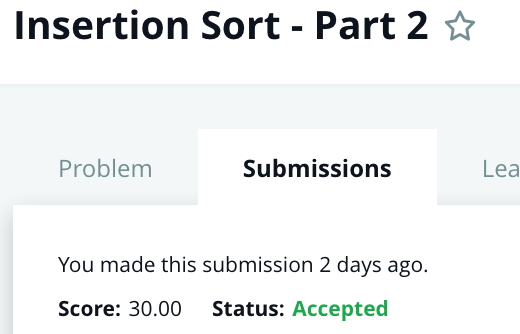 Insertion Sort - Part 2
Problem Submissions Lea
You made this submission 2 days ago.
Score: 30.00 Status: Accepted